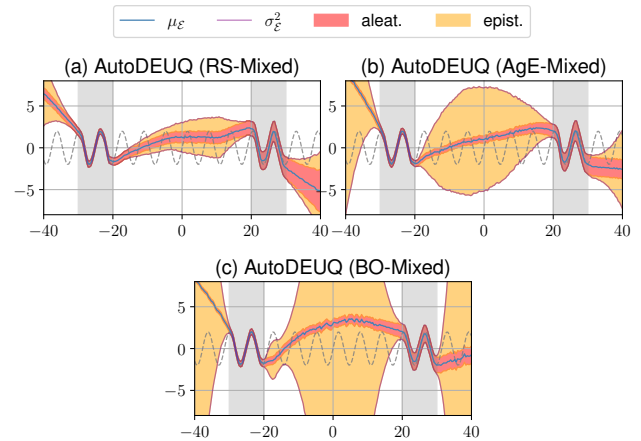 μ_ℰ σ²_ℰ aleat. epist.
(a) AutoDEUQ (RS-Mixed) (b) AutoDEUQ (AgE-Mixed)
5 5
0 0
−5 −5
−40 −20 0 20 40 −40 −20 0 20 40
(c) AutoDEUQ (BO-Mixed)
5
0
−5
−40 −20 0 20 40